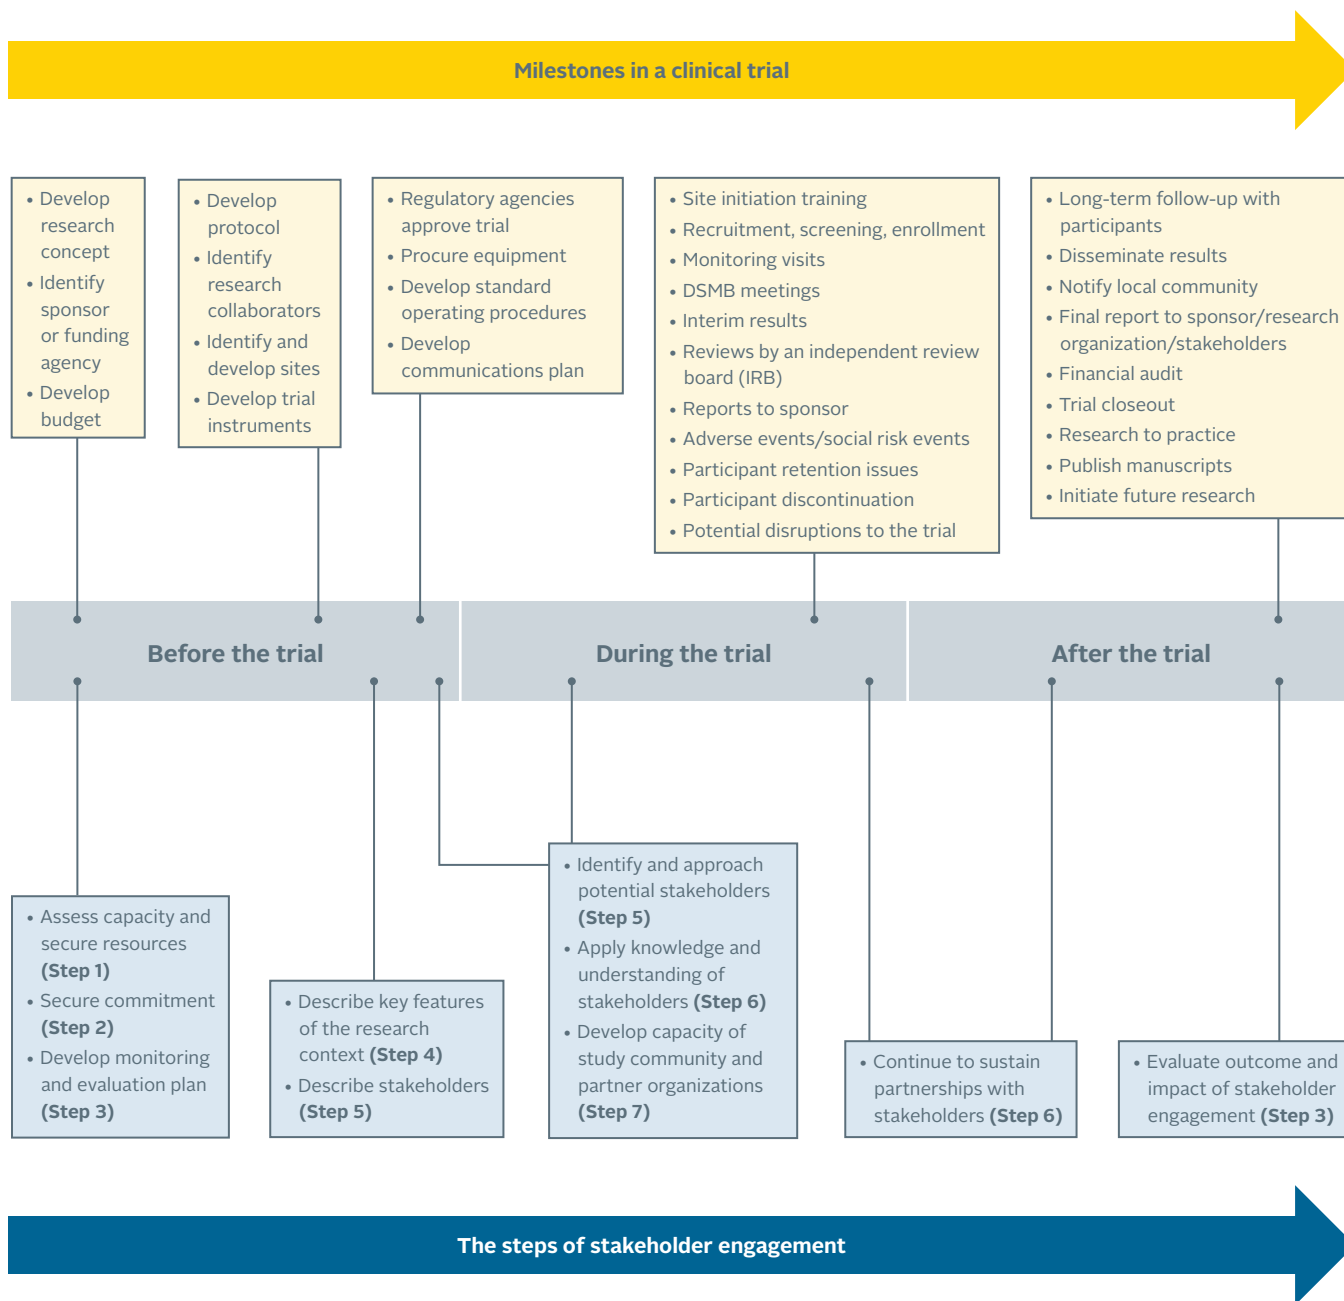 Milestones in a clinical trial
• Develop
research
concept
• Identify
sponsor
or funding
agency
• Develop
budget
• Develop
protocol
• Identify
research
collaborators
• Identify and
develop sites
• Develop trial
instruments
• Regulatory agencies
approve trial
• Procure equipment
• Develop standard
operating procedures
• Develop
communications plan
• Site initiation training
• Recruitment, screening, enrollment
• Monitoring visits
• DSMB meetings
• Interim results
• Reviews by an independent review
board (IRB)
• Reports to sponsor
• Adverse events/social risk events
• Participant retention issues
• Participant discontinuation
• Potential disruptions to the trial
• Long-term follow-up with
participants
• Disseminate results
• Notify local community
• Final report to sponsor/research
organization/stakeholders
• Financial audit
• Trial closeout
• Research to practice
• Publish manuscripts
• Initiate future research
Before the trial
During the trial
After the trial
• Assess capacity and
secure resources
(Step 1)
• Secure commitment
(Step 2)
• Develop monitoring
and evaluation plan
(Step 3)
• Describe key features
of the research
context (Step 4)
• Describe stakeholders
(Step 5)
• Identify and approach
potential stakeholders
(Step 5)
• Apply knowledge and
understanding of
stakeholders (Step 6)
• Develop capacity of
study community and
partner organizations
(Step 7)
• Continue to sustain
partnerships with
stakeholders (Step 6)
• Evaluate outcome and
impact of stakeholder
engagement (Step 3)
The steps of stakeholder engagement